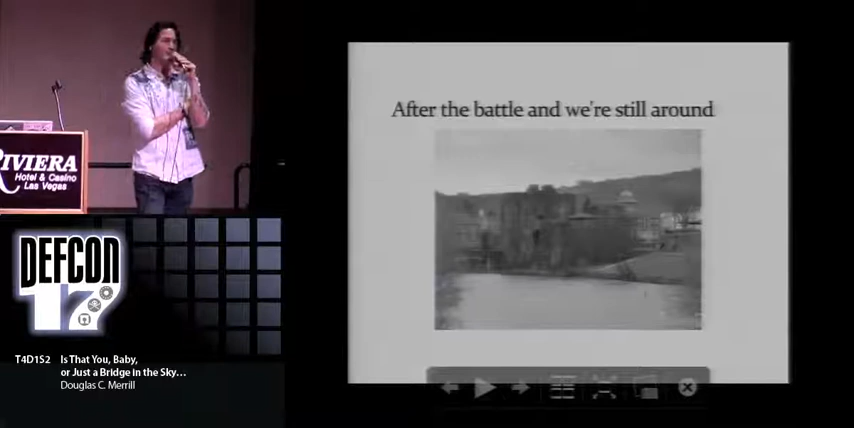 After the battle and we're still around
RIVIERA
Hotel & Casino
Las Vegas
DEFCON
17
T4D1S2 Is That You, Baby,
or Just a Bridge in the Sky...
Douglas C. Merrill